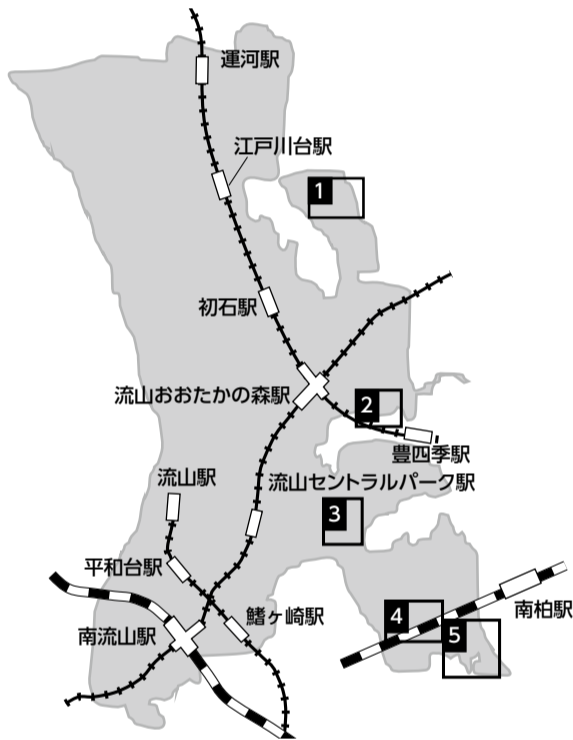 運河駅
江戸川台駅
1
初石駅
流山おおたかの森駅
2
豊四季駅
流山駅
流山セントラルパーク駅
3
平和台駅
南流山駅
鰭ヶ崎駅
4
5
南柏駅